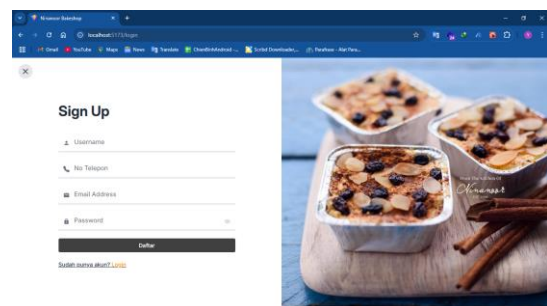 Ninansor Bakeshop
localhost:5173/login
Gmail YouTube Maps News Translate
Sign Up
Username
No Telepon
Email Address
Password
Daftar
Sudah punya akun? Login